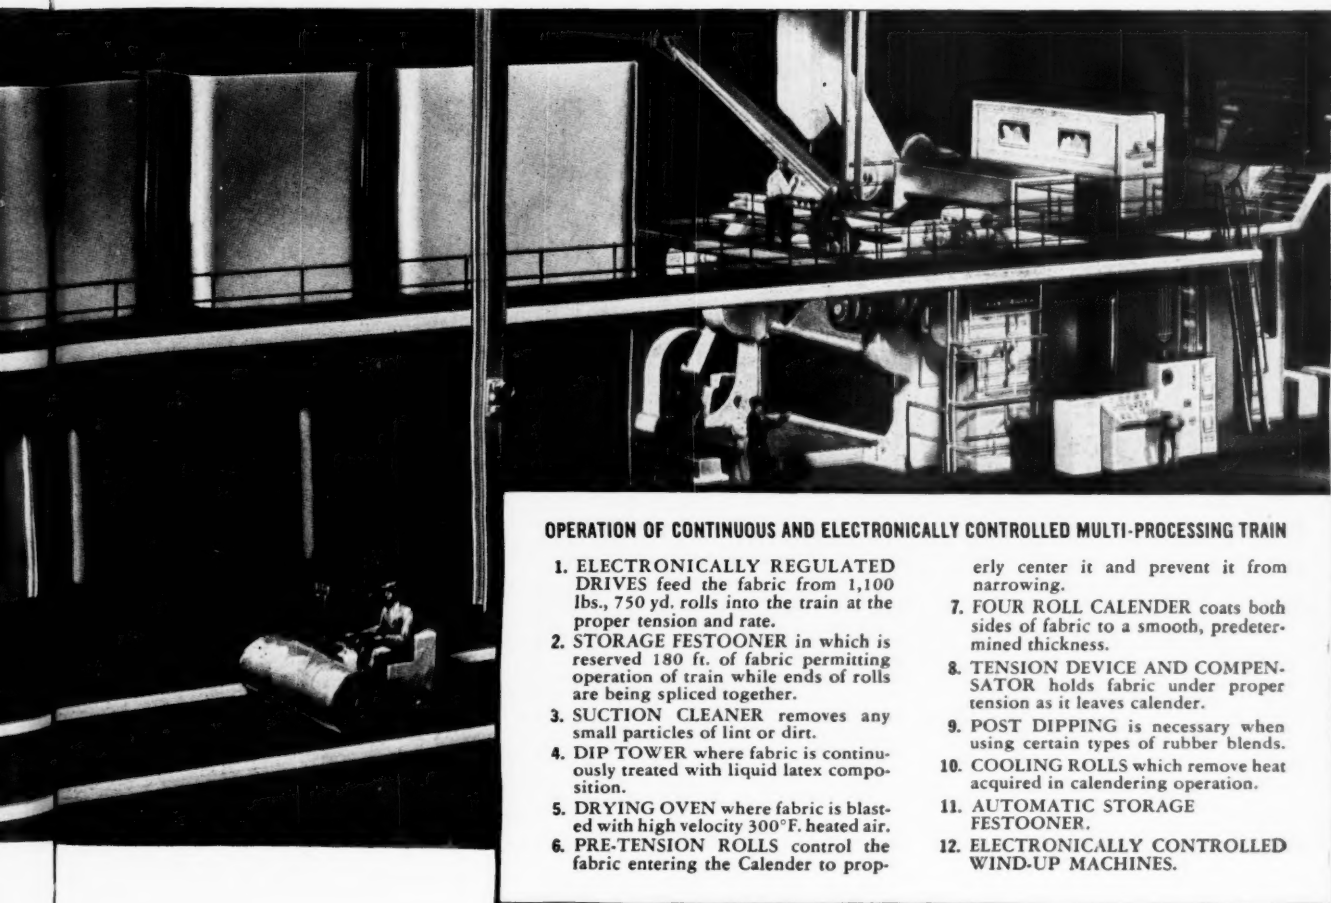 OPERATION OF CONTINUOUS AND ELECTRONICALLY CONTROLLED MULTI-PROCESSING TRAIN
1. ELECTRONICALLY REGULATED
DRIVES feed the fabric from 1,100
lbs., 750 yd. rolls into the train at the
proper tension and rate.
2. STORAGE FESTOONER in which is
reserved 180 ft. of fabric permitting
operation of train while ends of rolls
are being spliced together.
3. SUCTION CLEANER removes any
small particles of lint or dirt.
4. DIP TOWER where fabric is continu-
ously treated with liquid latex compo-
sition.
5. DRYING OVEN where fabric is blast-
ed with high velocity 300°F. heated air.
6. PRE-TENSION ROLLS control the
fabric entering the Calender to prop-
erly center it and prevent it from
narrowing.
7. FOUR ROLL CALENDER coats both
sides of fabric to a smooth, predeter-
mined thickness.
8. TENSION DEVICE AND COMPEN-
SATOR holds fabric under proper
tension as it leaves calender.
9. POST DIPPING is necessary when
using certain types of rubber blends.
10. COOLING ROLLS which remove heat
acquired in calendering operation.
11. AUTOMATIC STORAGE
FESTOONER.
12. ELECTRONICALLY CONTROLLED
WIND-UP MACHINES.